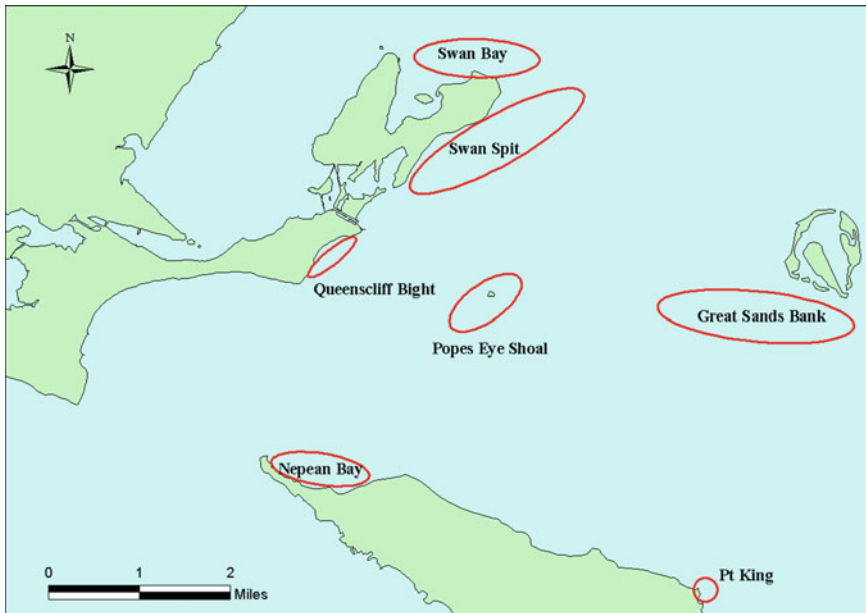 N
Swan Bay
Swan Spit
Queenscliff Bight
Great Sands Bank
Popes Eye Shoal
Nepean Bay
Pt King
0 1 2
Miles